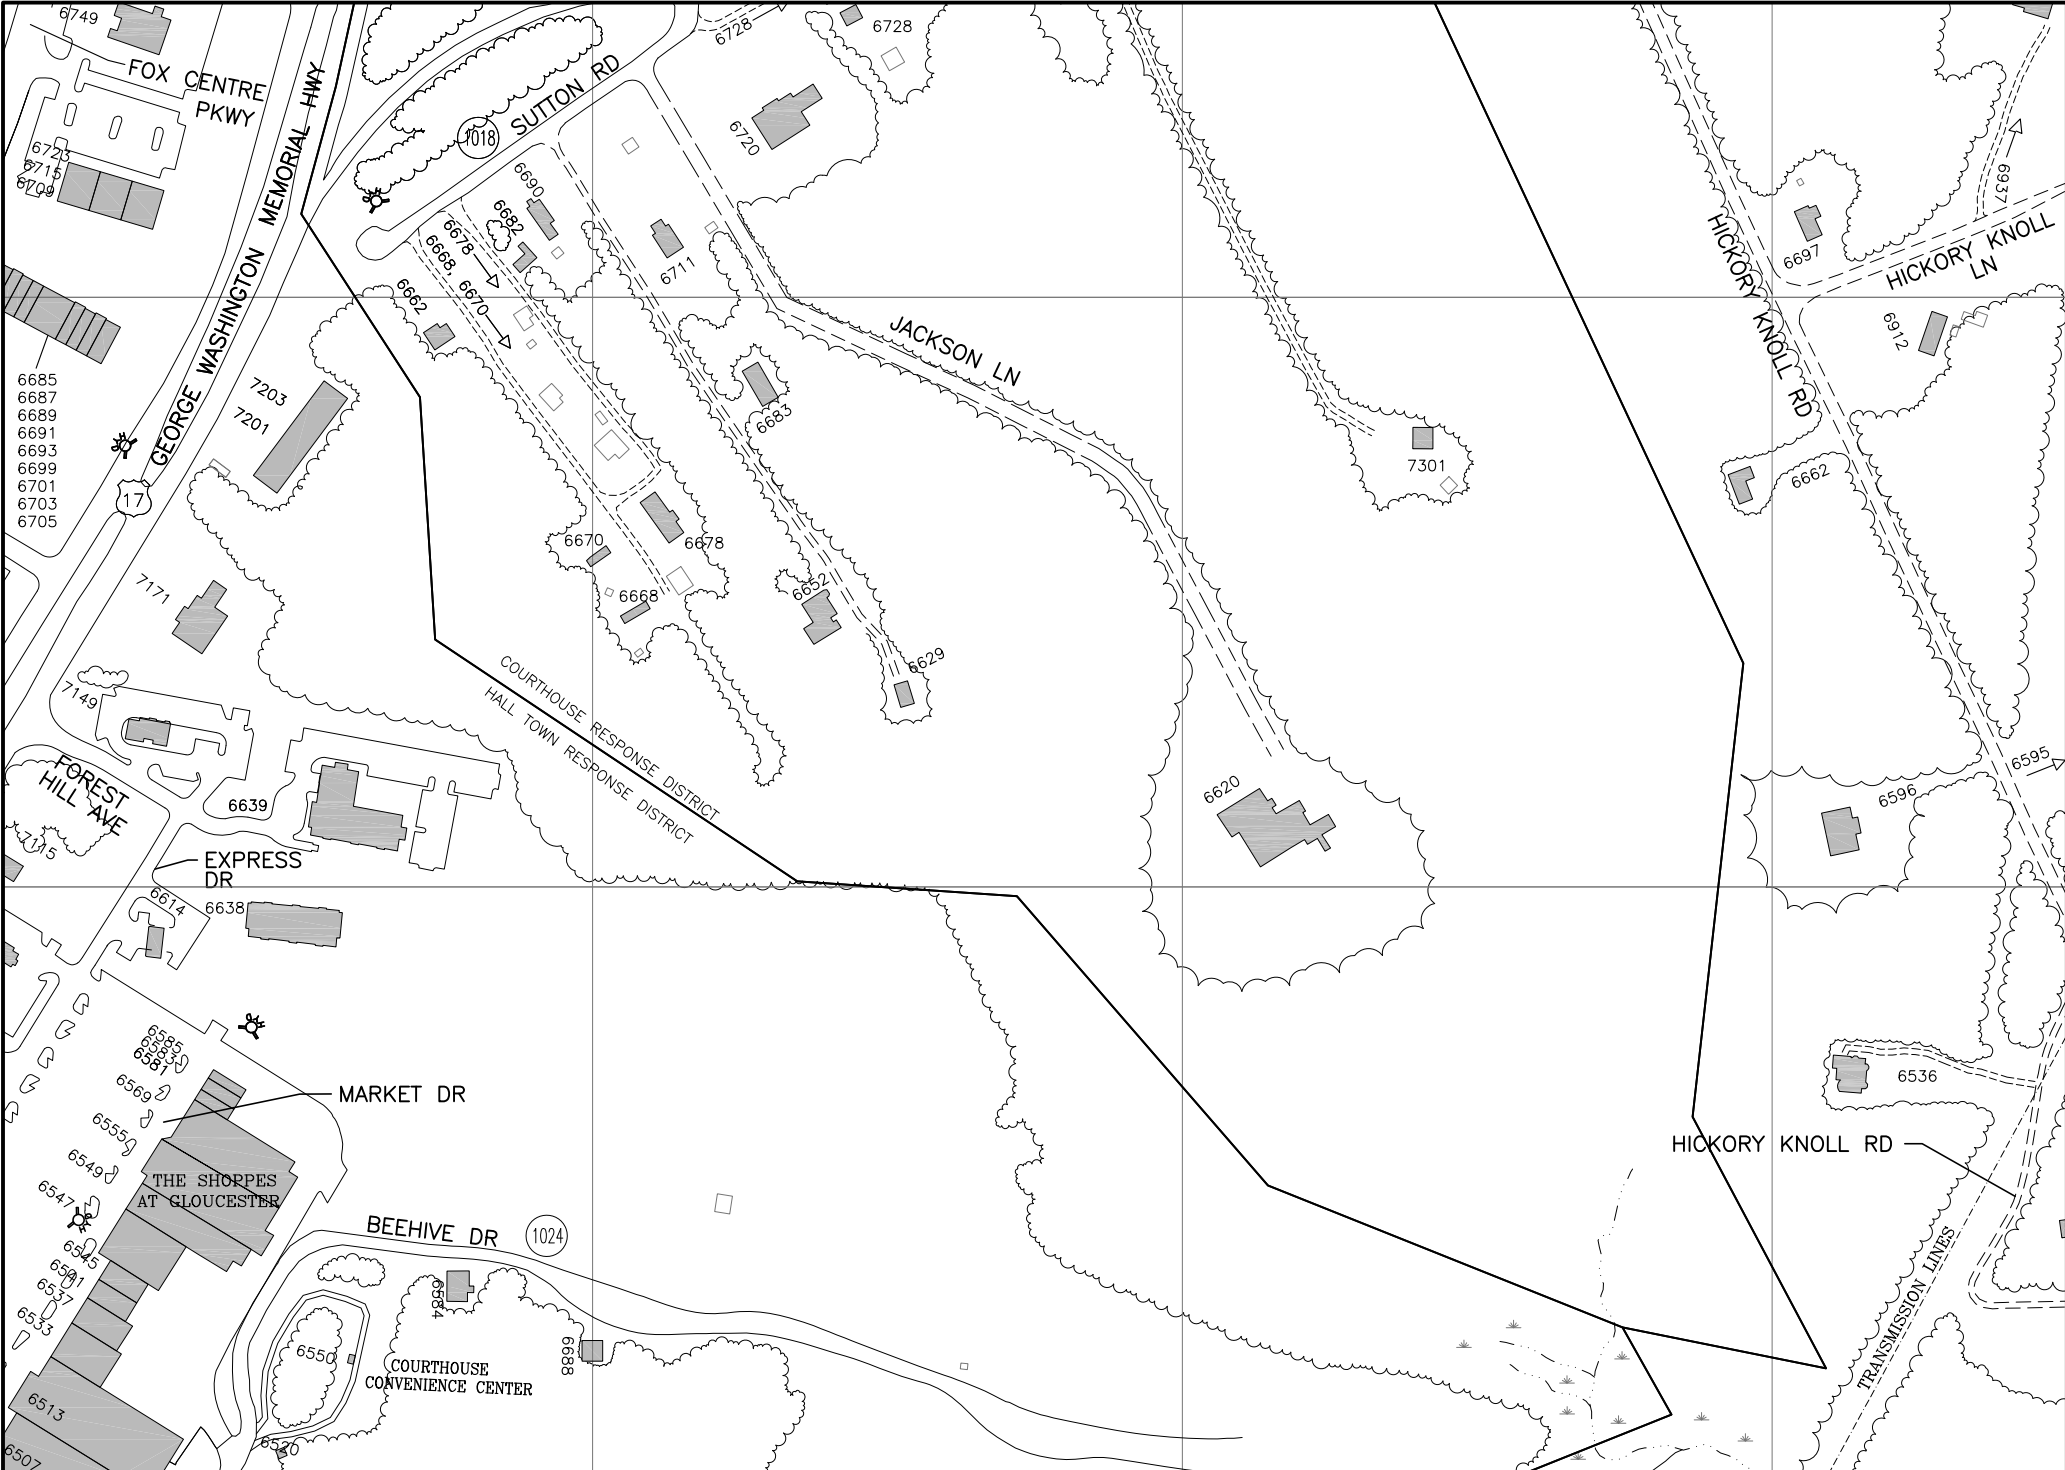 6749
6728
6728
FOX CENTRE
PKWY
GEORGE WASHINGTON MEMORIAL HWY
SUTTON RD
1018
6720
6723
6715
6709
6690
6682
6678
6668, 6670
6662
6711
6937
6697
HICKORY KNOLL
LN
HICKORY KNOLL RD
6912
JACKSON LN
6685
6687
6689
6691
6693
6699
6701
6703
6705
7203
7201
17
6683
7301
6662
6670
6678
6668
6652
6629
7171
COURTHOUSE RESPONSE DISTRICT
HALL TOWN RESPONSE DISTRICT
7149
FOREST
HILL AVE
6639
7115
6620
6595
6596
EXPRESS
DR
6614
6638
6585
6583
6581
6569
MARKET DR
6555
6549
6547
THE SHOPPES
AT GLOUCESTER
6545
6541
6537
6533
6513
6507
6536
HICKORY KNOLL RD
TRANSMISSION LINES
BEEHIVE DR
1024
6584
6688
6550
COURTHOUSE
CONVENIENCE CENTER
6520